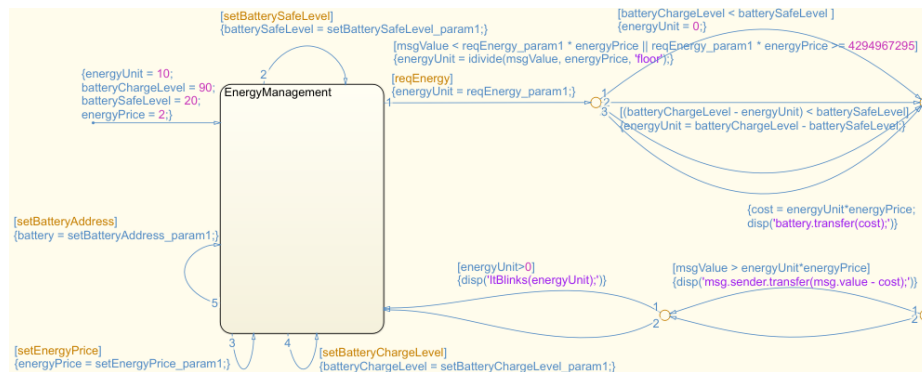 [setBatterySafeLevel]
{batterySafeLevel = setBatterySafeLevel_param1;}
[batteryChargeLevel < batterySafeLevel ]
{energyUnit = 0;}
[msgValue < reqEnergy_param1 * energyPrice || reqEnergy_param1 * energyPrice >= 4294967295]
{energyUnit = idivide(msgValue, energyPrice, 'floor');}
{energyUnit = 10;
batteryChargeLevel = 90;
batterySafeLevel = 20;
energyPrice = 2;}
2
EnergyManagement
[reqEnergy]
{energyUnit = reqEnergy_param1;}
1
1
2
3
[(batteryChargeLevel - energyUnit) < batterySafeLevel]
{energyUnit = batteryChargeLevel - batterySafeLevel;}
{cost = energyUnit*energyPrice;
disp('battery.transfer(cost);')}
[setBatteryAddress]
{battery = setBatteryAddress_param1;}
5
[energyUnit>0]
{disp('ItBlinks(energyUnit);')}
[msgValue > energyUnit*energyPrice]
{disp('msg.sender.transfer(msg.value - cost);')}
1
2
1
2
3
4
[setEnergyPrice]
{energyPrice = setEnergyPrice_param1;}
[setBatteryChargeLevel]
{batteryChargeLevel = setBatteryChargeLevel_param1;}